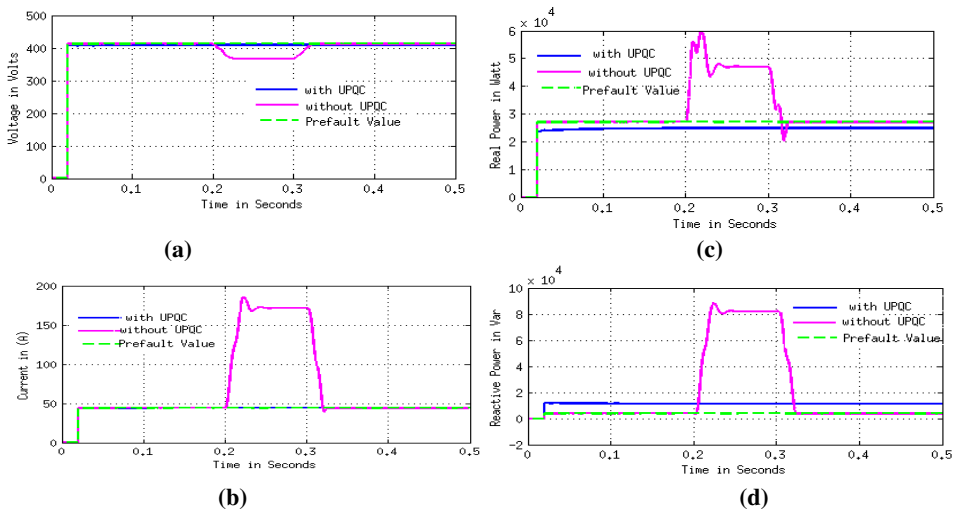 500
400
300
200
100
0
Voltage in Volts
with UPQC
without UPQC
Prefault Value
0 0.1 0.2 0.3 0.4 0.5
Time in Seconds
(a)
× 10⁴
6
5
4
3
2
1
0
Real Power in Watt
with UPQC
without UPQC
Prefault Value
0 0.1 0.2 0.3 0.4 0.5
Time in Seconds
(c)
200
150
100
50
0
Current in (A)
with UPQC
without UPQC
Prefault Value
0 0.1 0.2 0.3 0.4 0.5
Time in Seconds
(b)
× 10⁴
10
8
6
4
2
0
-2
Reactive Power in Var
with UPQC
without UPQC
Prefault Value
0 0.1 0.2 0.3 0.4 0.5
Time in Seconds
(d)